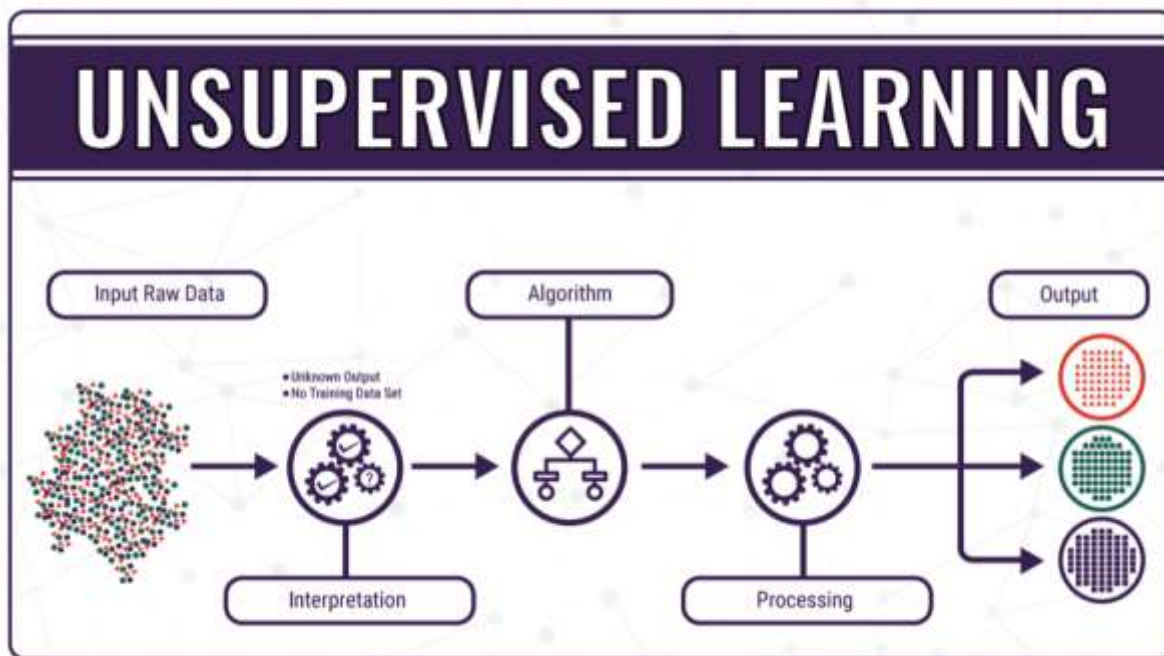 UNSUPERVISED LEARNING
Input Raw Data
Algorithm
Output
• Unknown Output
• No Training Data Set
?
Interpretation
Processing